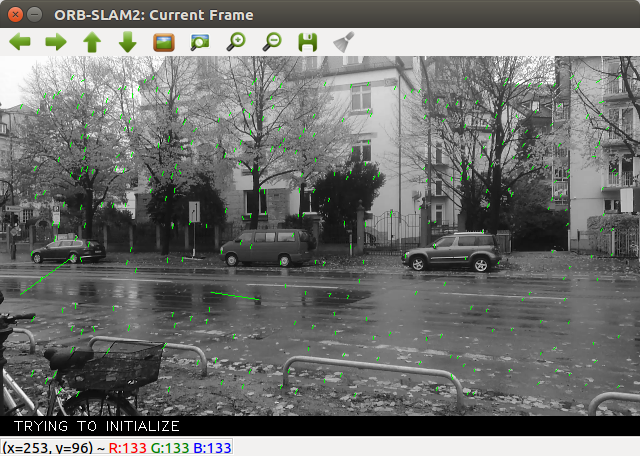 ORB-SLAM2: Current Frame
TRYING TO INITIALIZE
(x=253, y=96) ~ R:133 G:133 B:133